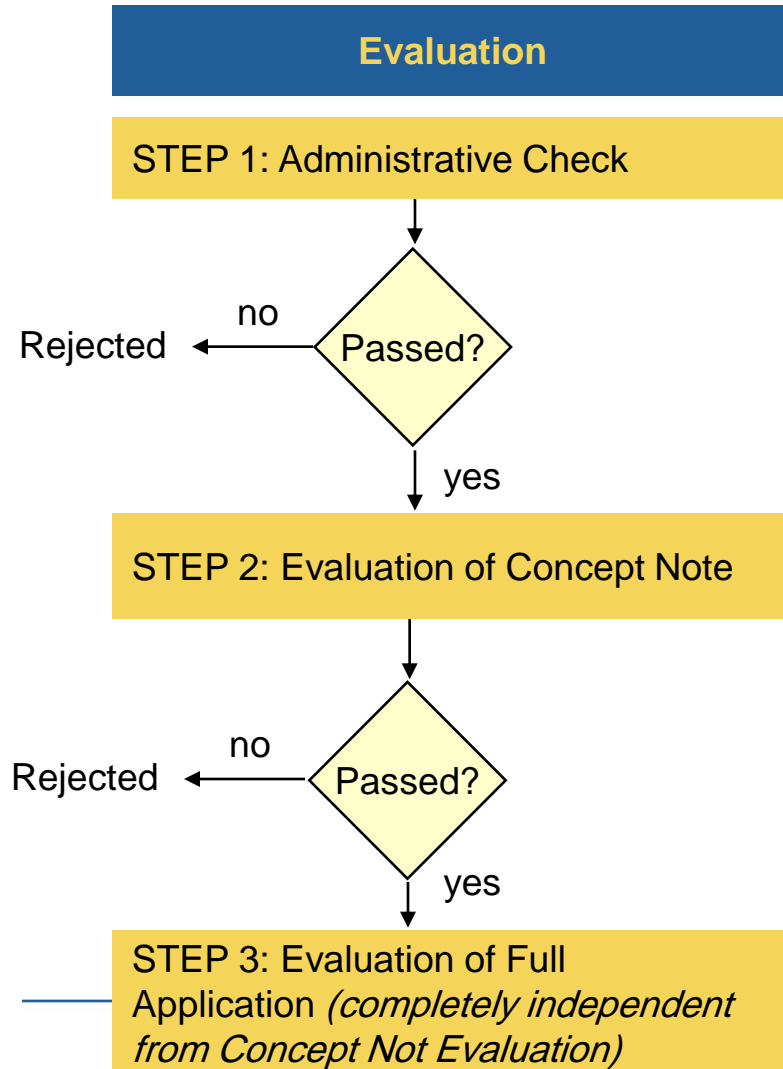 Evaluation
STEP 1: Administrative Check
no
Rejected
Passed?
yes
STEP 2: Evaluation of Concept Note
no
Rejected
Passed?
yes
STEP 3: Evaluation of Full
Application (completely independent
from Concept Not Evaluation)